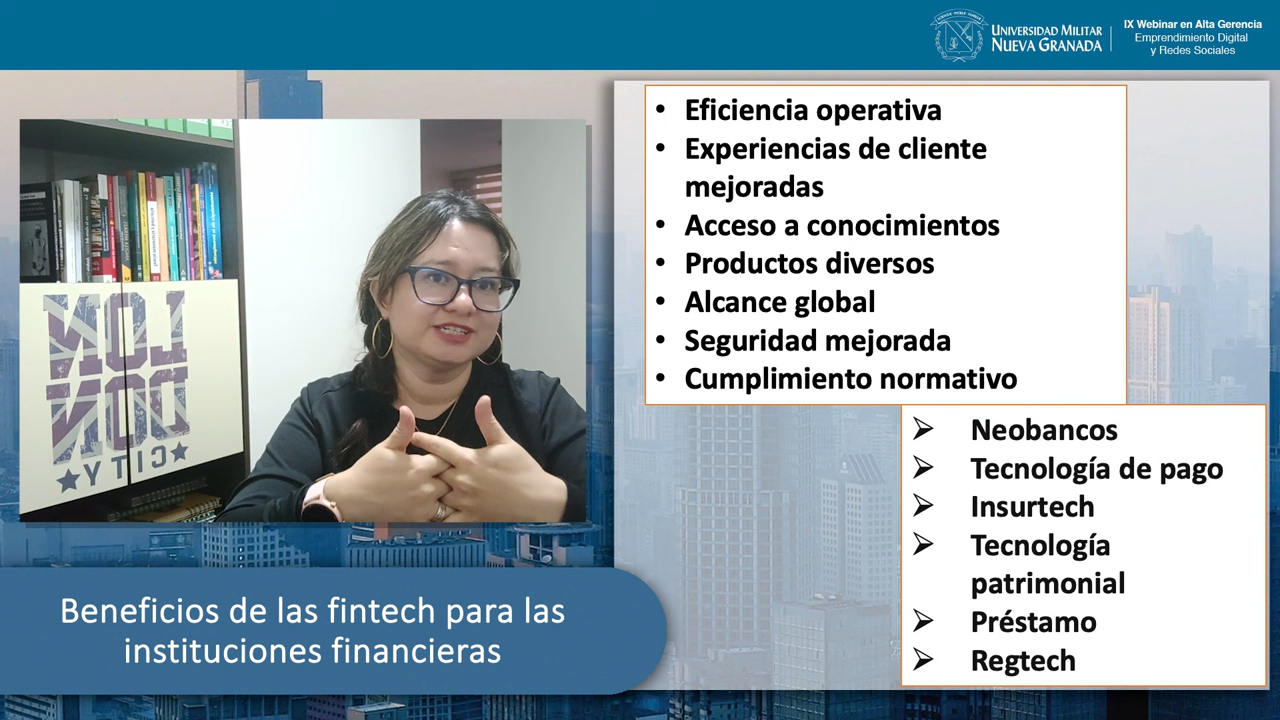 UNIVERSIDAD MILITAR
NUEVA GRANADA
IX Webinar en Alta Gerencia
Emprendimiento Digital
y Redes Sociales
• Eficiencia operativa
• Experiencias de cliente
mejoradas
• Acceso a conocimientos
• Productos diversos
• Alcance global
• Seguridad mejorada
• Cumplimiento normativo
➢ Neobancos
➢ Tecnología de pago
➢ Insurtech
➢ Tecnología
patrimonial
➢ Préstamo
➢ Regtech
LON
DON
CITY
Beneficios de las fintech para las
instituciones financieras